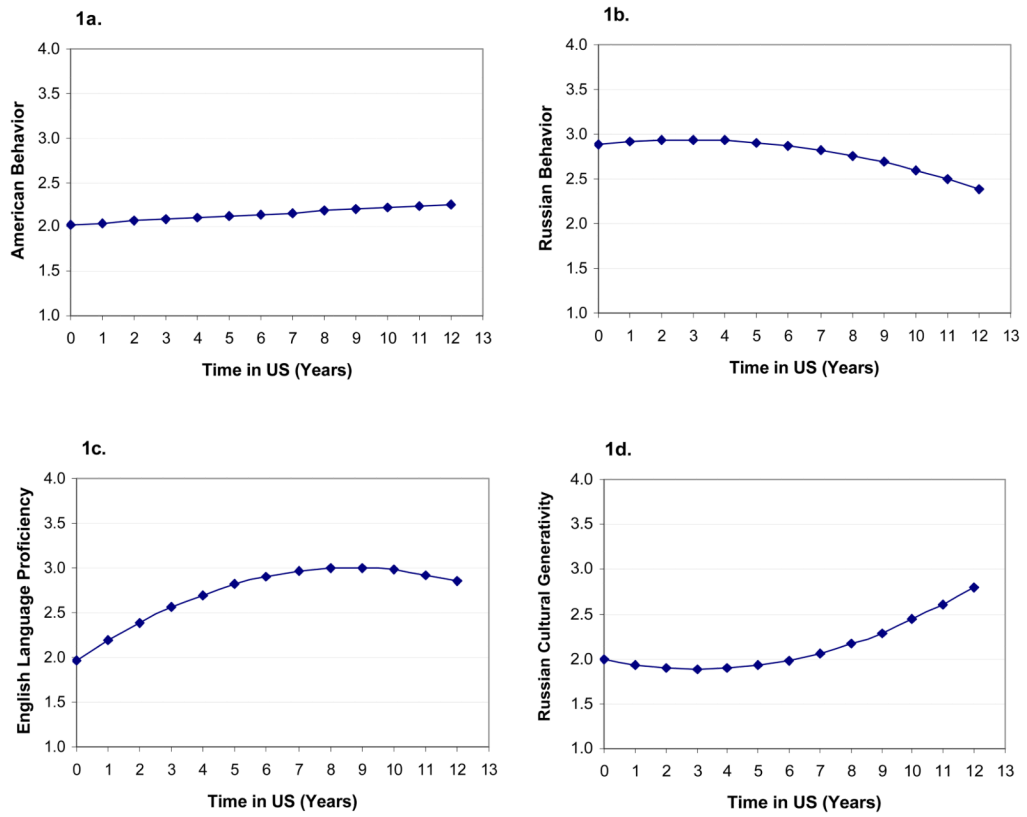 1a.
4.0
3.5
3.0
2.5
2.0
1.5
1.0
American Behavior
0 1 2 3 4 5 6 7 8 9 10 11 12 13
Time in US (Years)
1b.
4.0
3.5
3.0
2.5
2.0
1.5
1.0
Russian Behavior
0 1 2 3 4 5 6 7 8 9 10 11 12 13
Time in US (Years)
1c.
4.0
3.5
3.0
2.5
2.0
1.5
1.0
English Language Proficiency
0 1 2 3 4 5 6 7 8 9 10 11 12 13
Time in US (Years)
1d.
4.0
3.5
3.0
2.5
2.0
1.5
1.0
Russian Cultural Generativity
0 1 2 3 4 5 6 7 8 9 10 11 12 13
Time in US (Years)